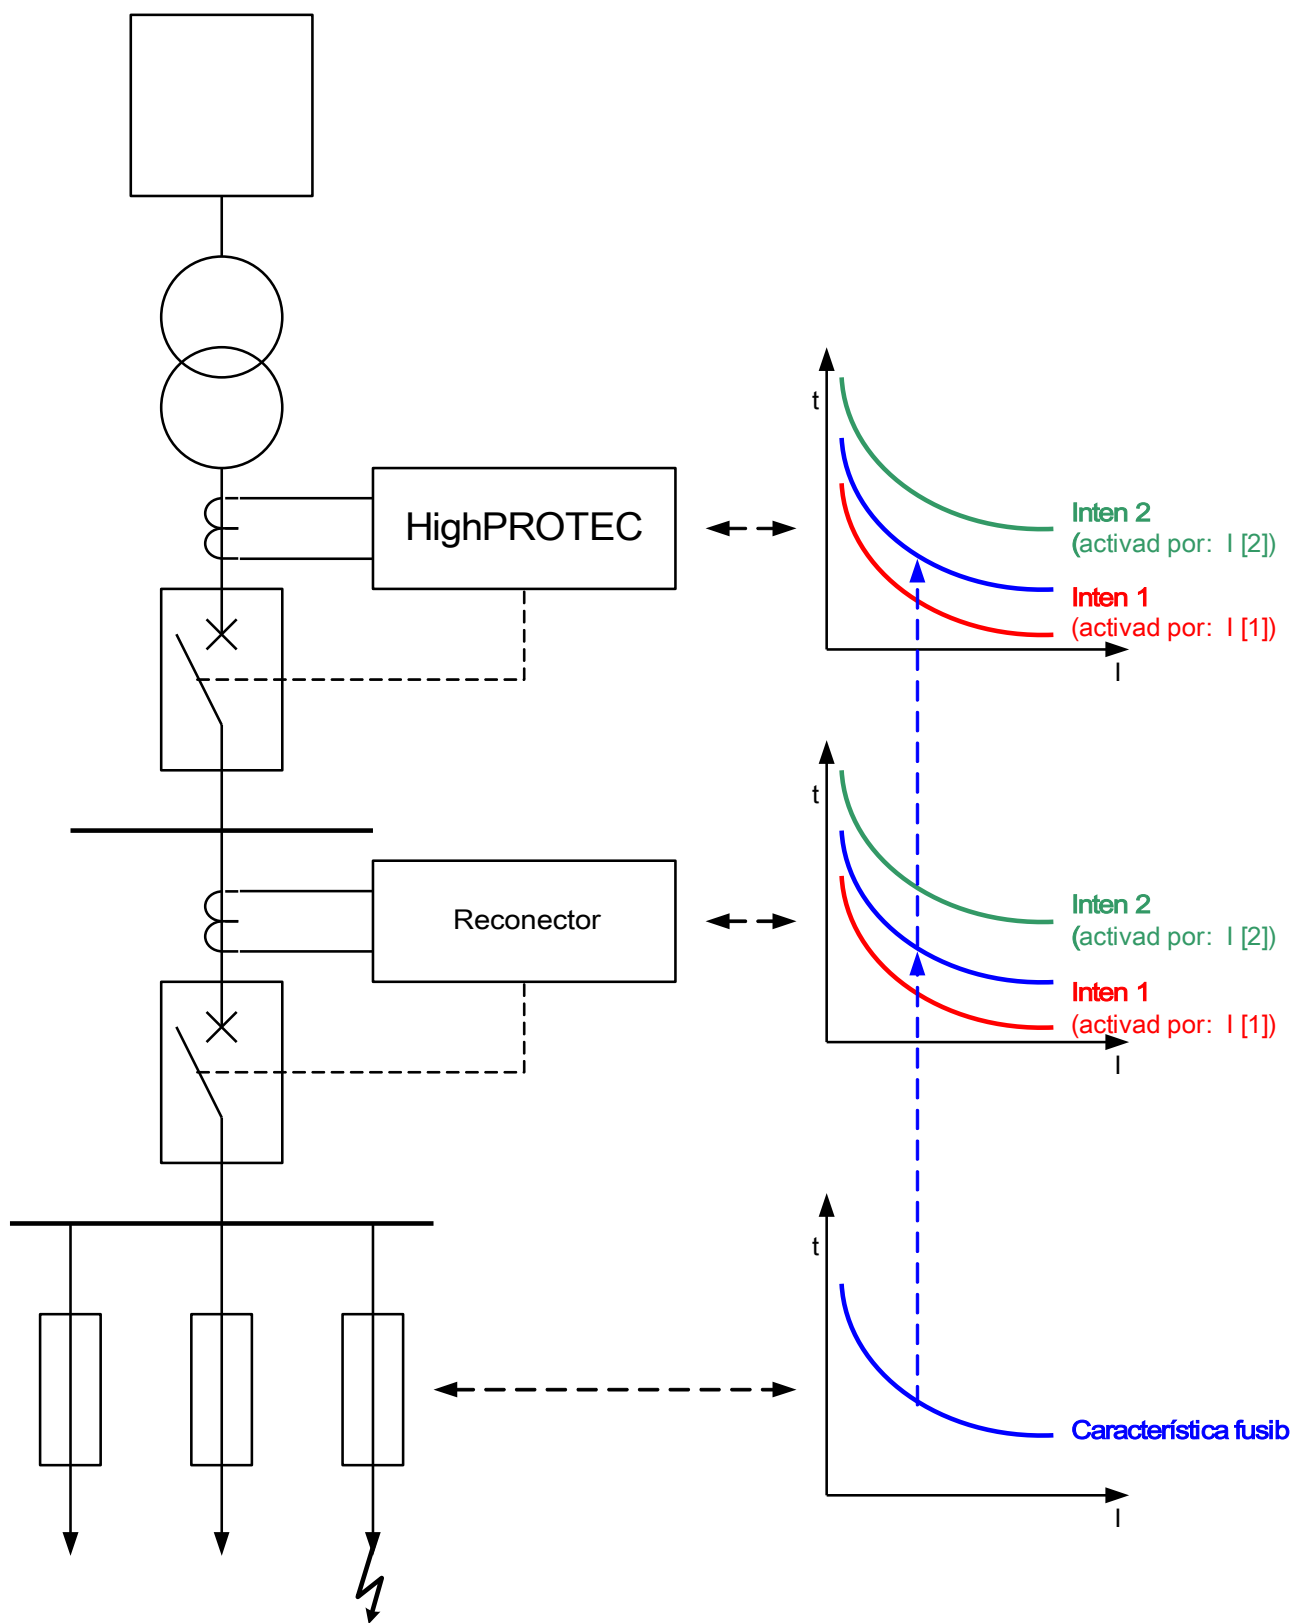 t
HighPROTEC
Inten 2
(activad por: I [2])
Inten 1
(activad por: I [1])
I
t
Reconector
Inten 2
(activad por: I [2])
Inten 1
(activad por: I [1])
I
t
Característica fusib
I